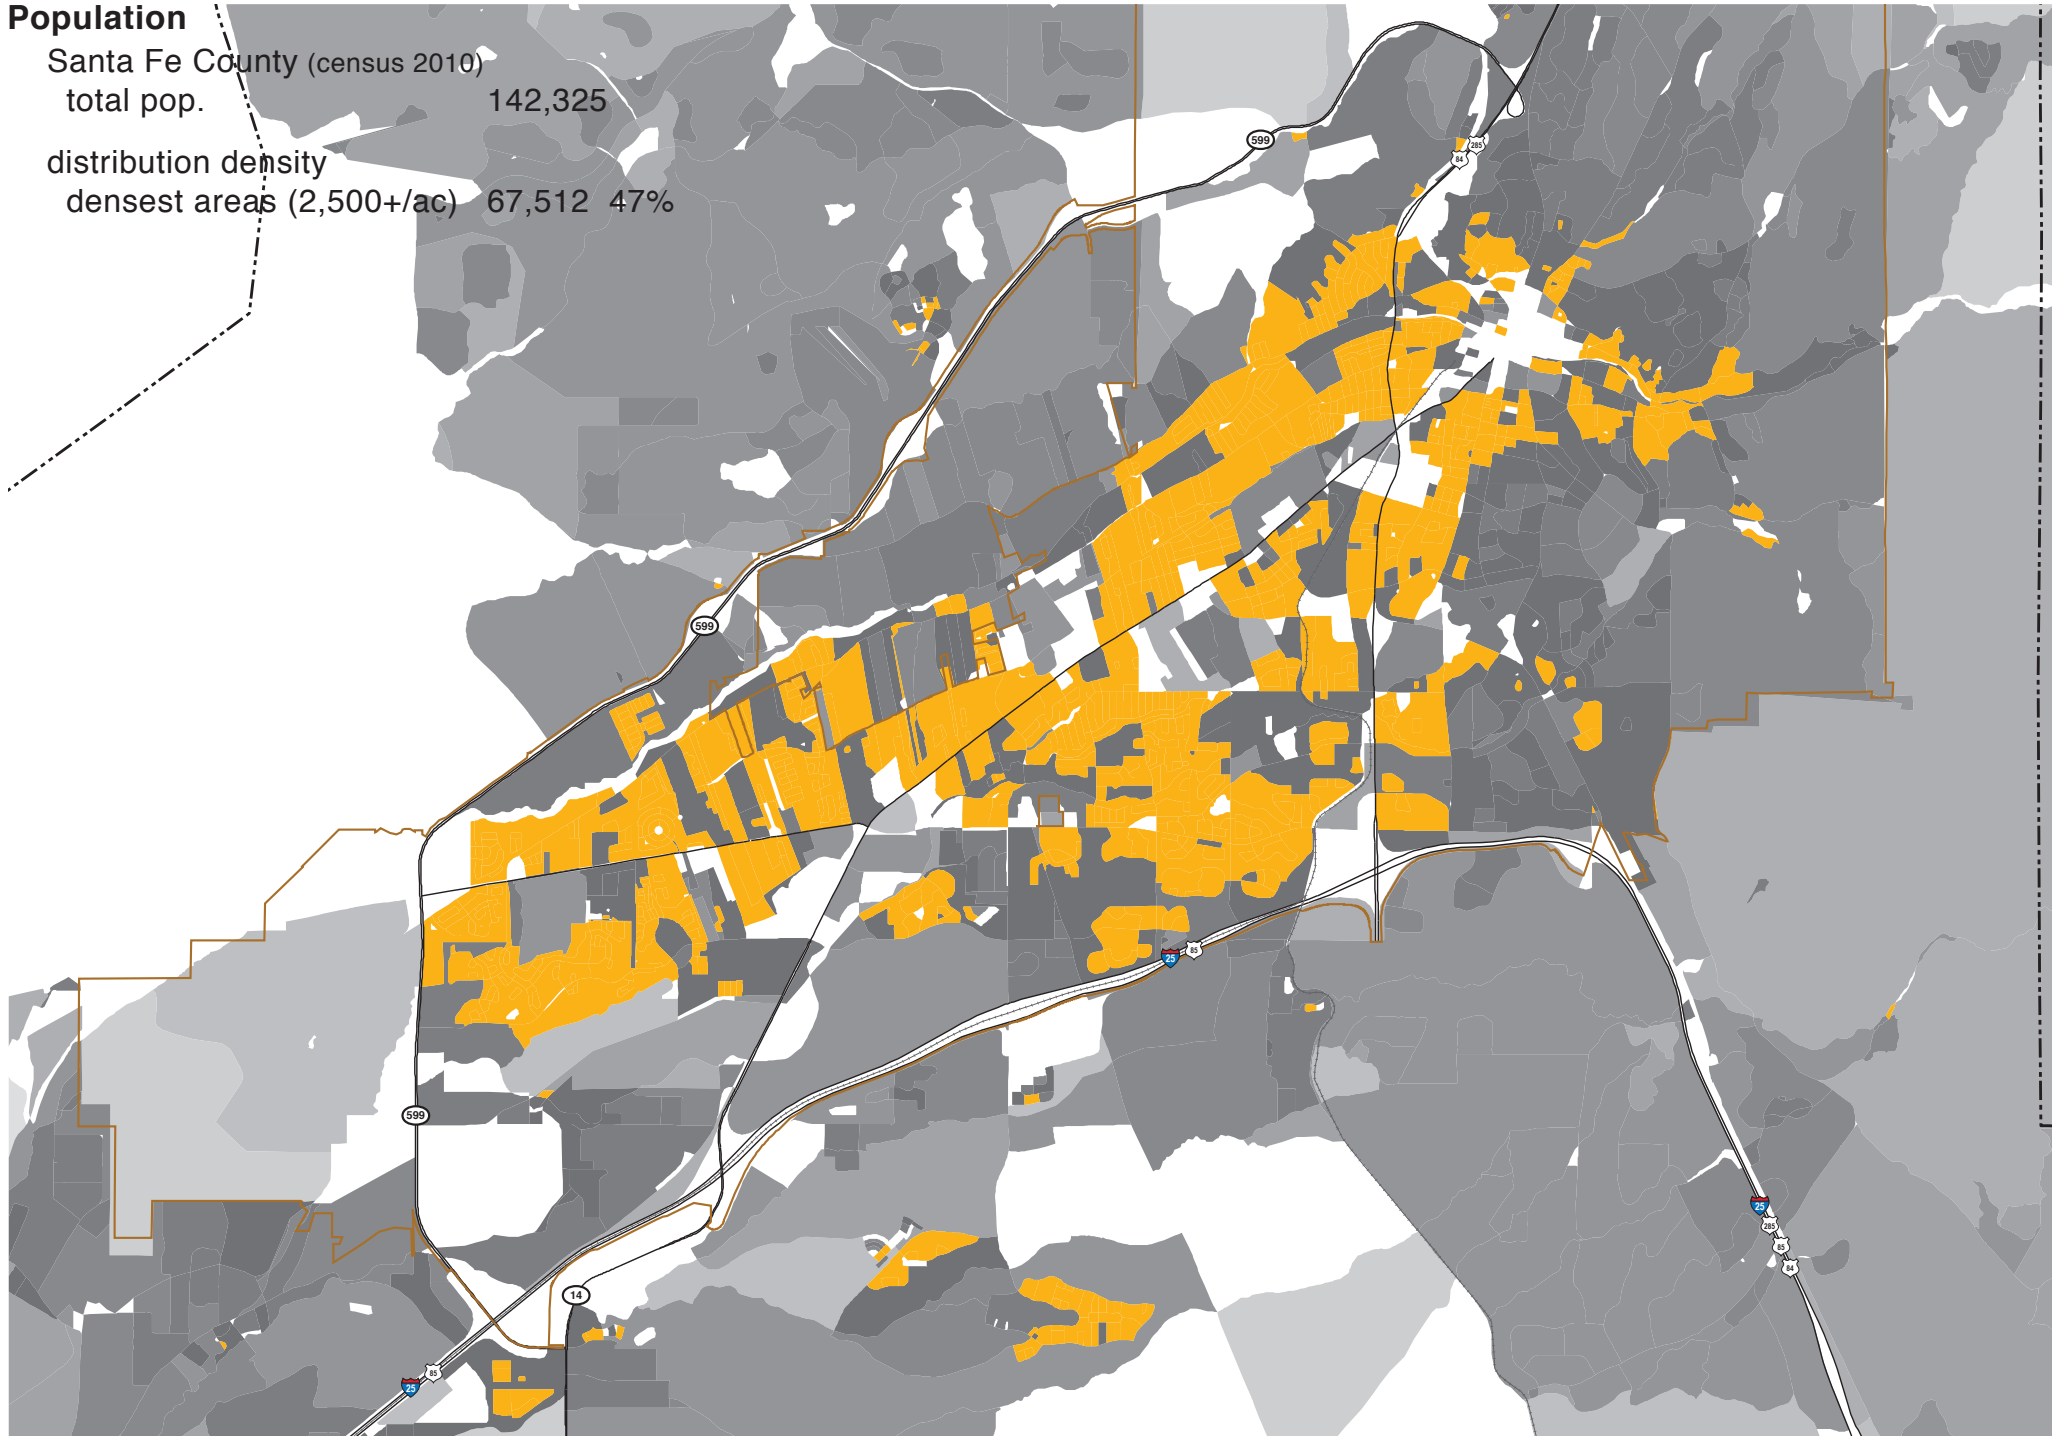 Population
Santa Fe County (census 2010)
total pop. 142,325
distribution density
densest areas (2,500+/ac) 67,512 47%
599
285
84
599
85
25
599
25
285
85
84
14
85
25